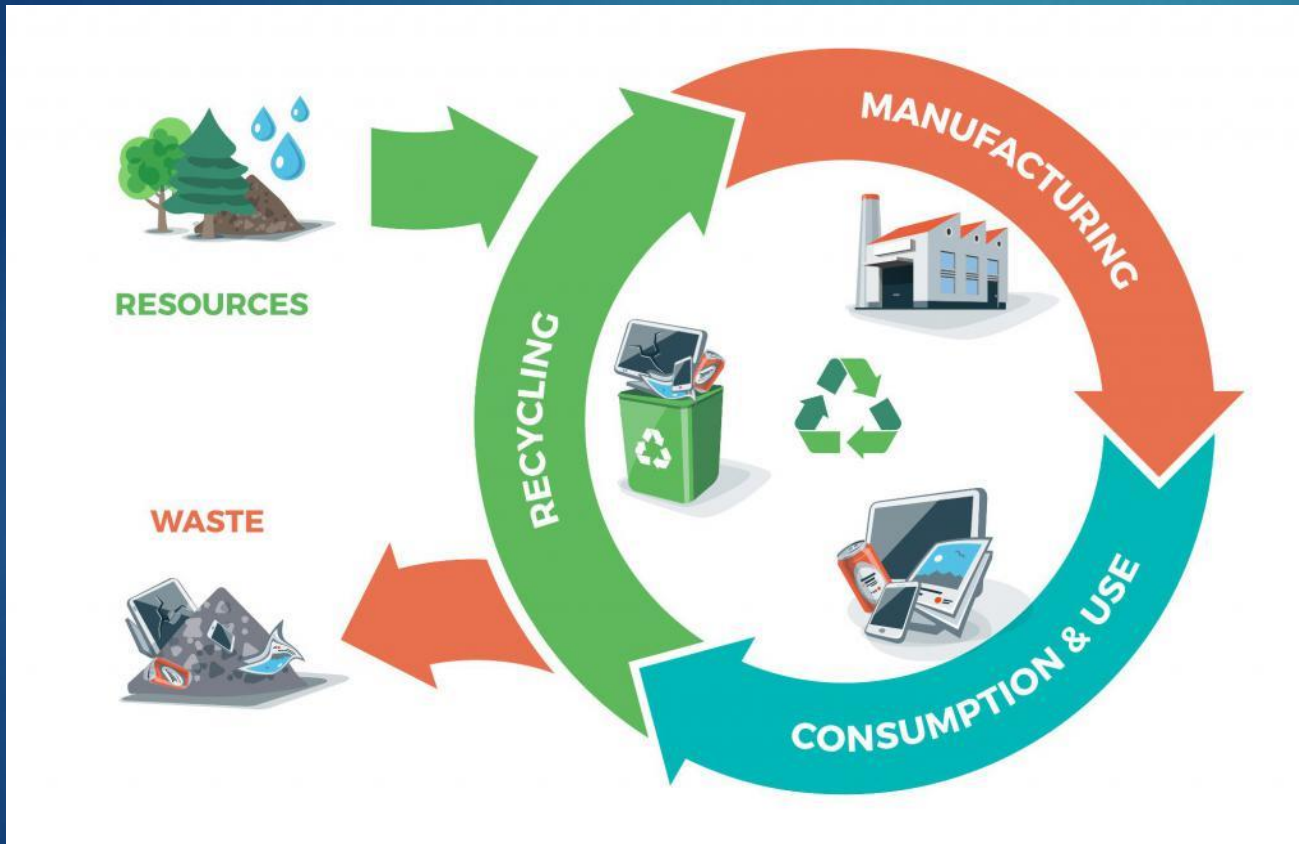 RESOURCES
MANUFACTURING
RECYCLING
WASTE
CONSUMPTION & USE